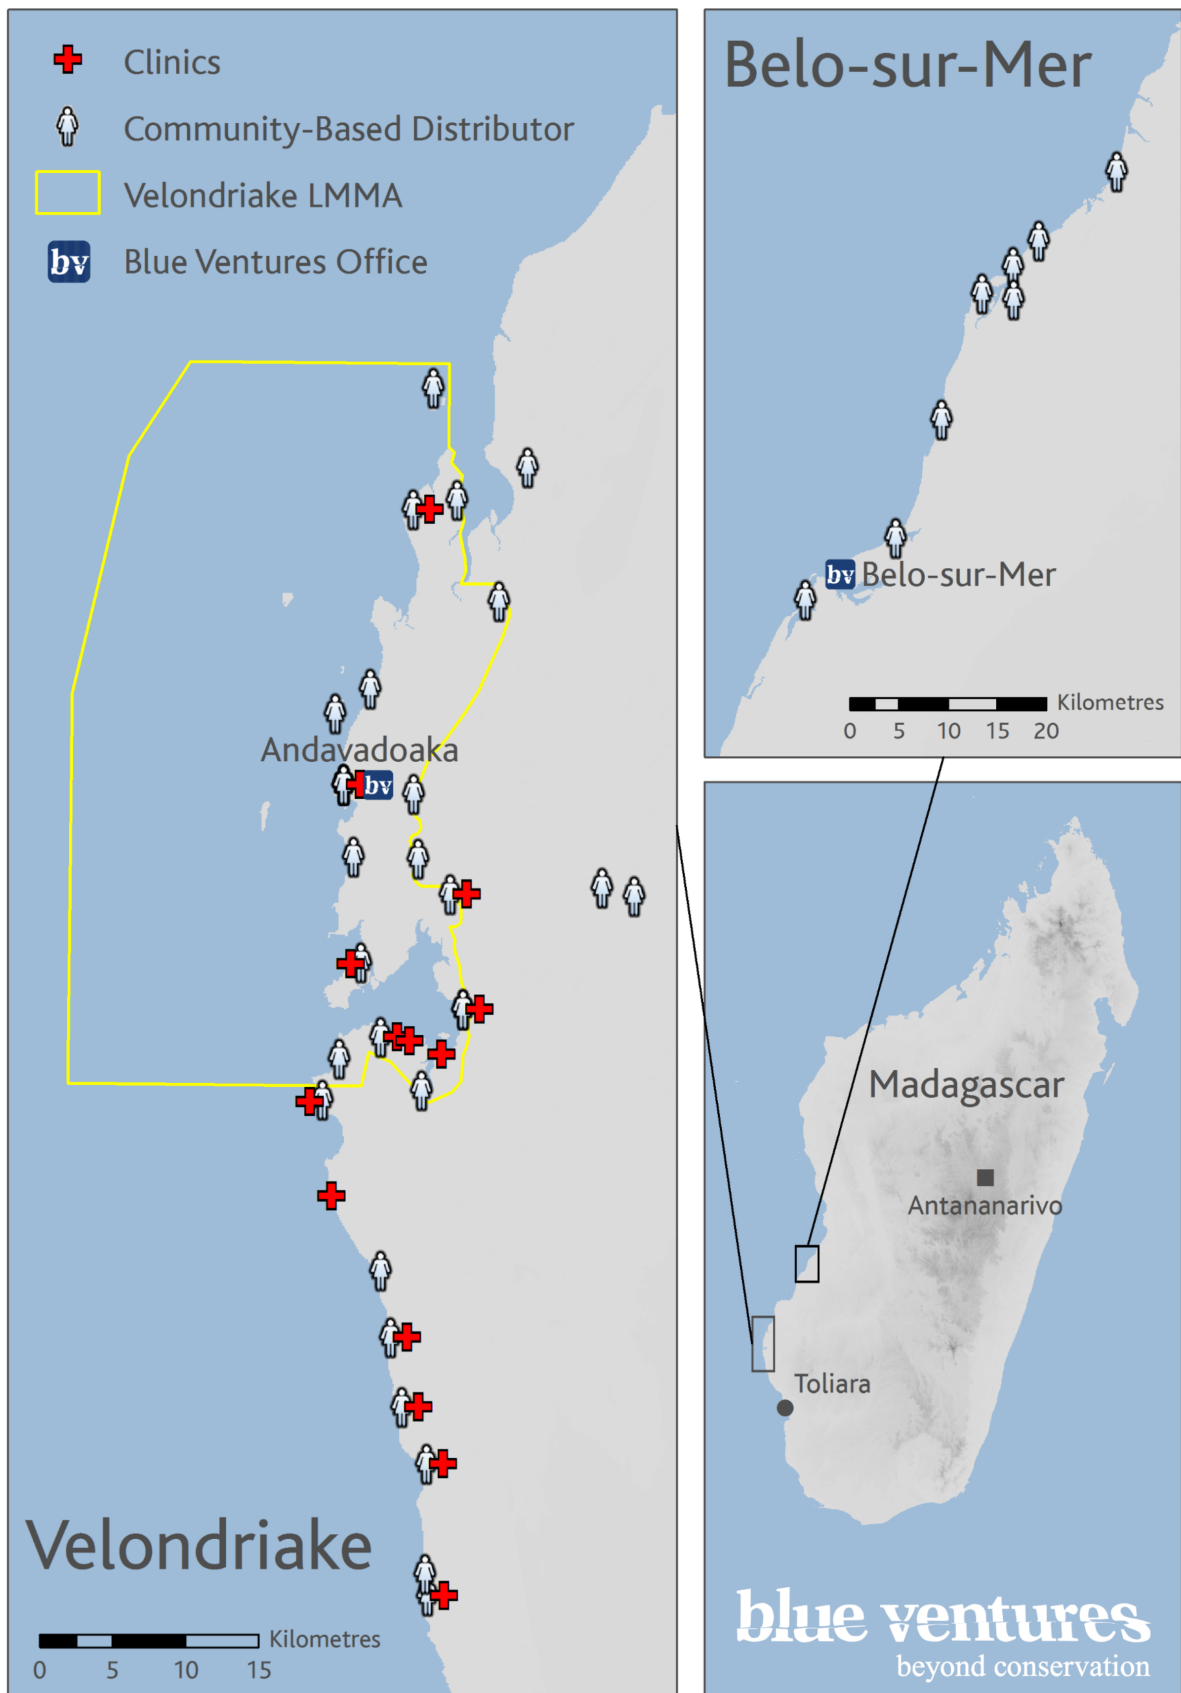 Clinics
Community-Based Distributor
Velondriake LMMA
bv Blue Ventures Office
Andavadoaka
bv
Velondriake
Kilometres
0 5 10 15
Belo-sur-Mer
bv Belo-sur-Mer
Kilometres
0 5 10 15 20
Madagascar
Antananarivo
Toliara
blue ventures
beyond conservation